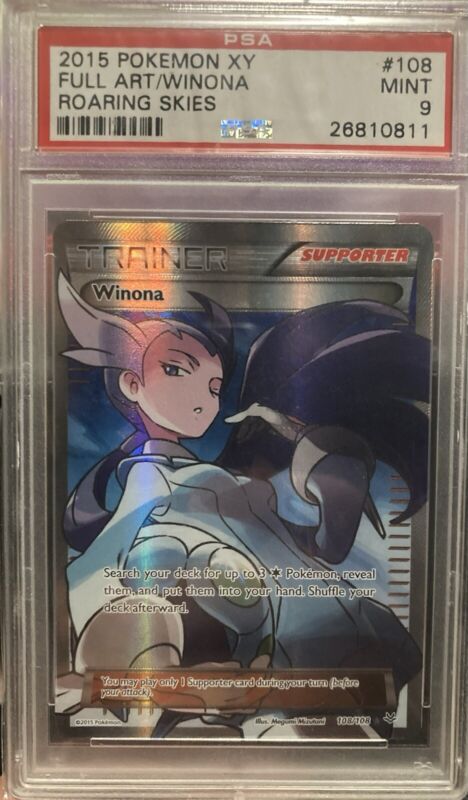 PSA
2015 POKEMON XY #108
FULL ART/WINONA MINT
ROARING SKIES 9
26810811
TRAINER SUPPORTER
Winona
Search your deck for up to 3 Pokémon, reveal
them, and put them into your hand. Shuffle your
deck afterward.
You may play only 1 Supporter card during your turn (before
your attack).
©2015 Pokémon Illus. Megumi Mizutani 108/108